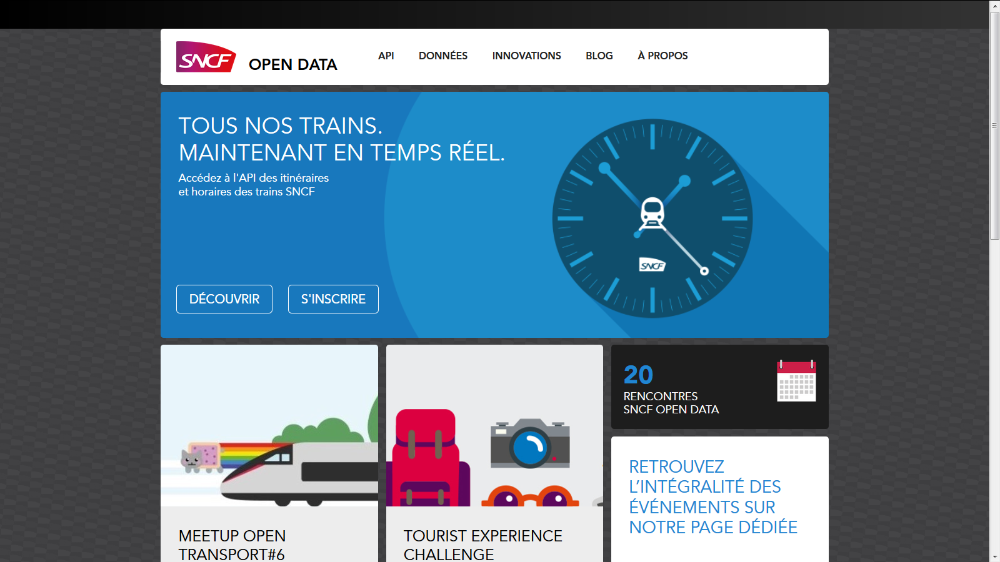 SNCF
OPEN DATA
API
DONNÉES
INNOVATIONS
BLOG
À PROPOS
TOUS NOS TRAINS.
MAINTENANT EN TEMPS RÉEL.
Accédez à l'API des itinéraires
et horaires des trains SNCF
DÉCOUVRIR
S'INSCRIRE
SNCF
20
RENCONTRES
SNCF OPEN DATA
MEETUP OPEN
TRANSPORT#6
TOURIST EXPERIENCE
CHALLENGE
RETROUVEZ
L’INTÉGRALITÉ DES
ÉVÉNEMENTS SUR
NOTRE PAGE DÉDIÉE